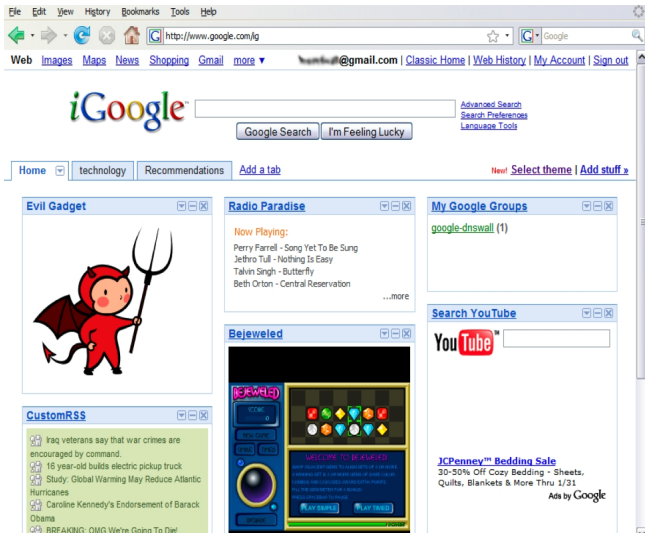 File Edit View History Bookmarks Tools Help
http://www.google.com/ig
Google
Web Images Maps News Shopping Gmail more ▼
@gmail.com | Classic Home | Web History | My Account | Sign out
iGoogle™
Advanced Search
Search Preferences
Language Tools
Google Search I'm Feeling Lucky
Home technology Recommendations Add a tab
New! Select theme | Add stuff »
Evil Gadget
Radio Paradise
Now Playing:
Perry Farrell - Song Yet To Be Sung
Jethro Tull - Nothing Is Easy
Talvin Singh - Butterfly
Beth Orton - Central Reservation
...more
My Google Groups
google-dnswall (1)
Bejeweled
BEJEWELED
SCORE
0
WELCOME TO BEJEWELED
PLAY SIMPLE PLAY TIMED
Search YouTube
YouTube™
JCPenney™ Bedding Sale
30-50% Off Cozy Bedding - Sheets,
Quilts, Blankets & More Thru 1/31
Ads by Google
CustomRSS
Iraq veterans say that war crimes are
encouraged by command.
16 year-old builds electric pickup truck
Study: Global Warming May Reduce Atlantic
Hurricanes
Caroline Kennedy's Endorsement of Barack
Obama
BREAKING: OMG We're Going To Die!